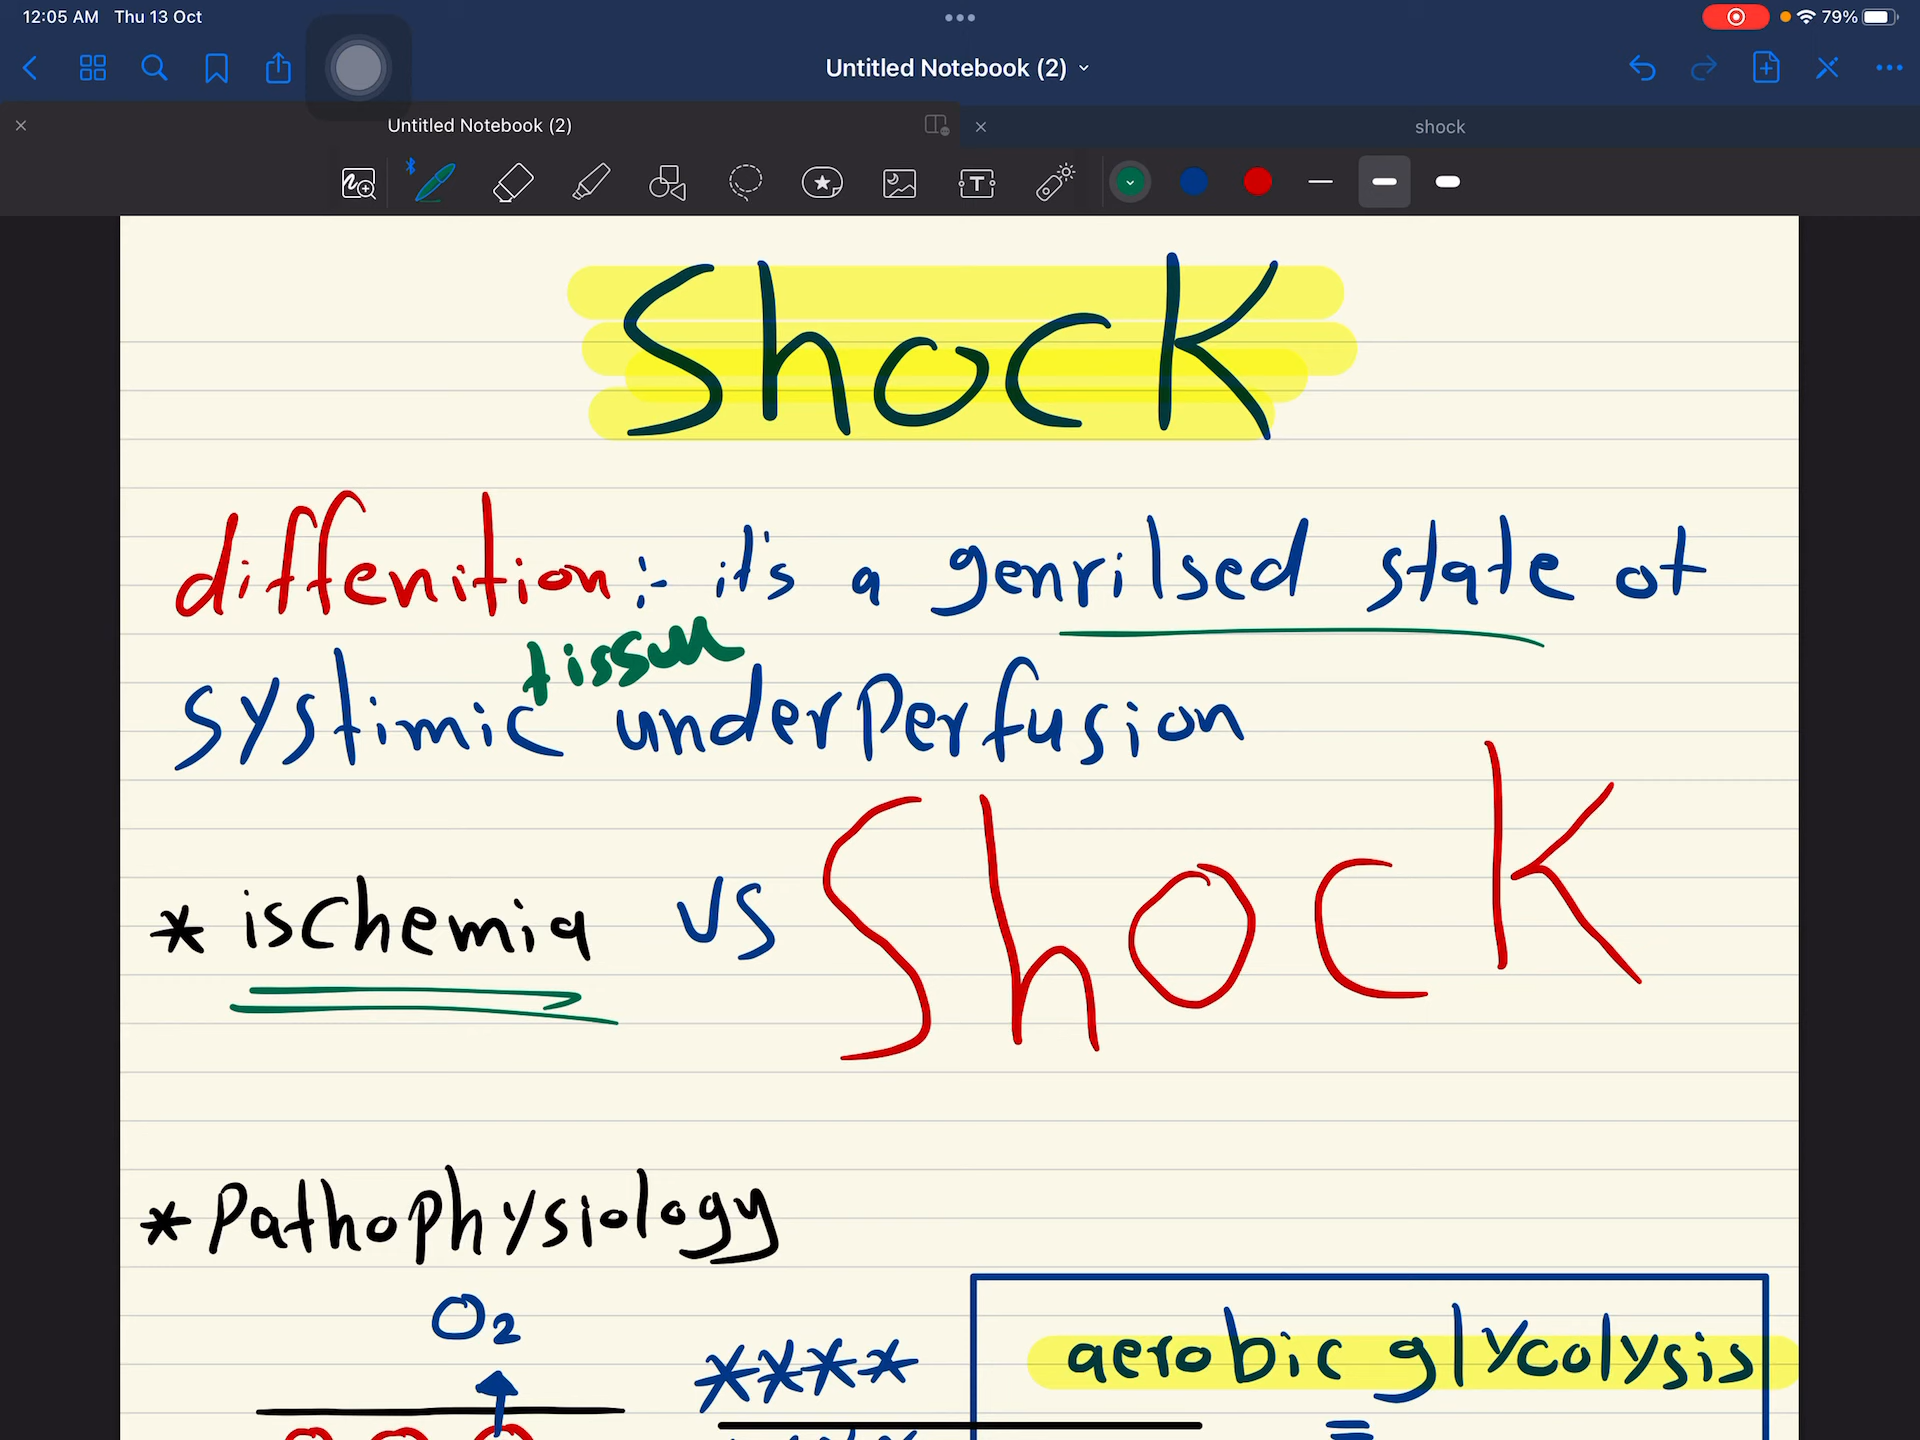 12:05 AM Thu 13 Oct
79%
Untitled Notebook (2)
Untitled Notebook (2)
shock
T
Shock
diffenition :- it's a genrilsed state of
tissue
systimic underperfusion
* ischemia vs Shock
* Pathophysiology
O2
****
aerobic glycolysis
=